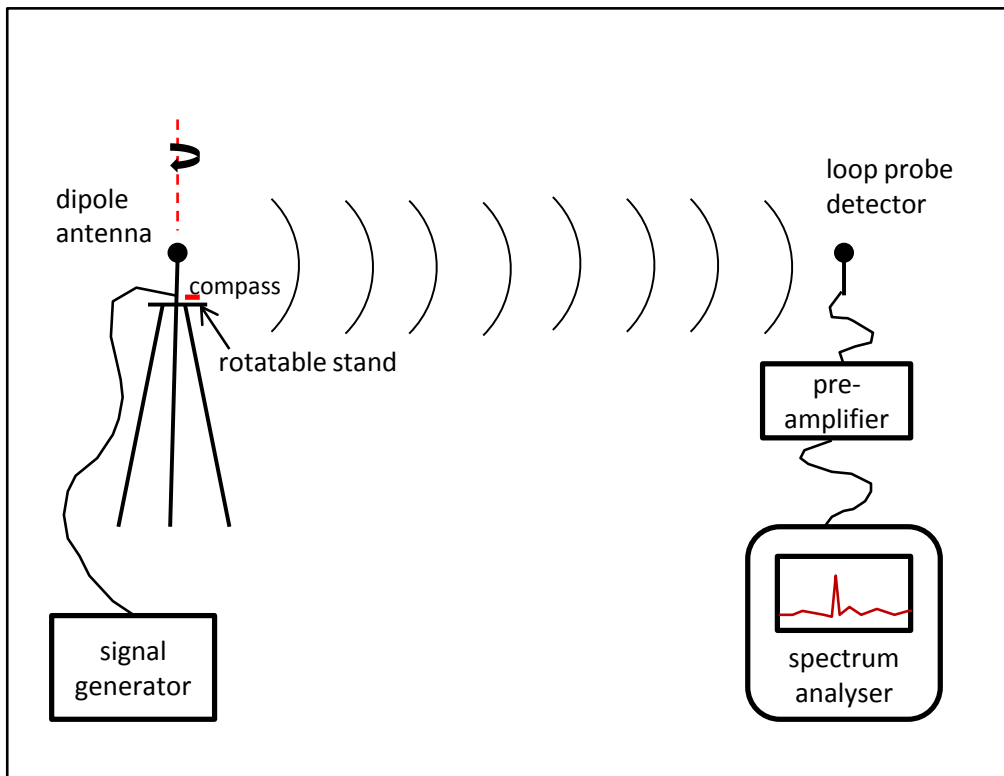 dipole
antenna
compass
rotatable stand
signal
generator
loop probe
detector
pre-
amplifier
spectrum
analyser